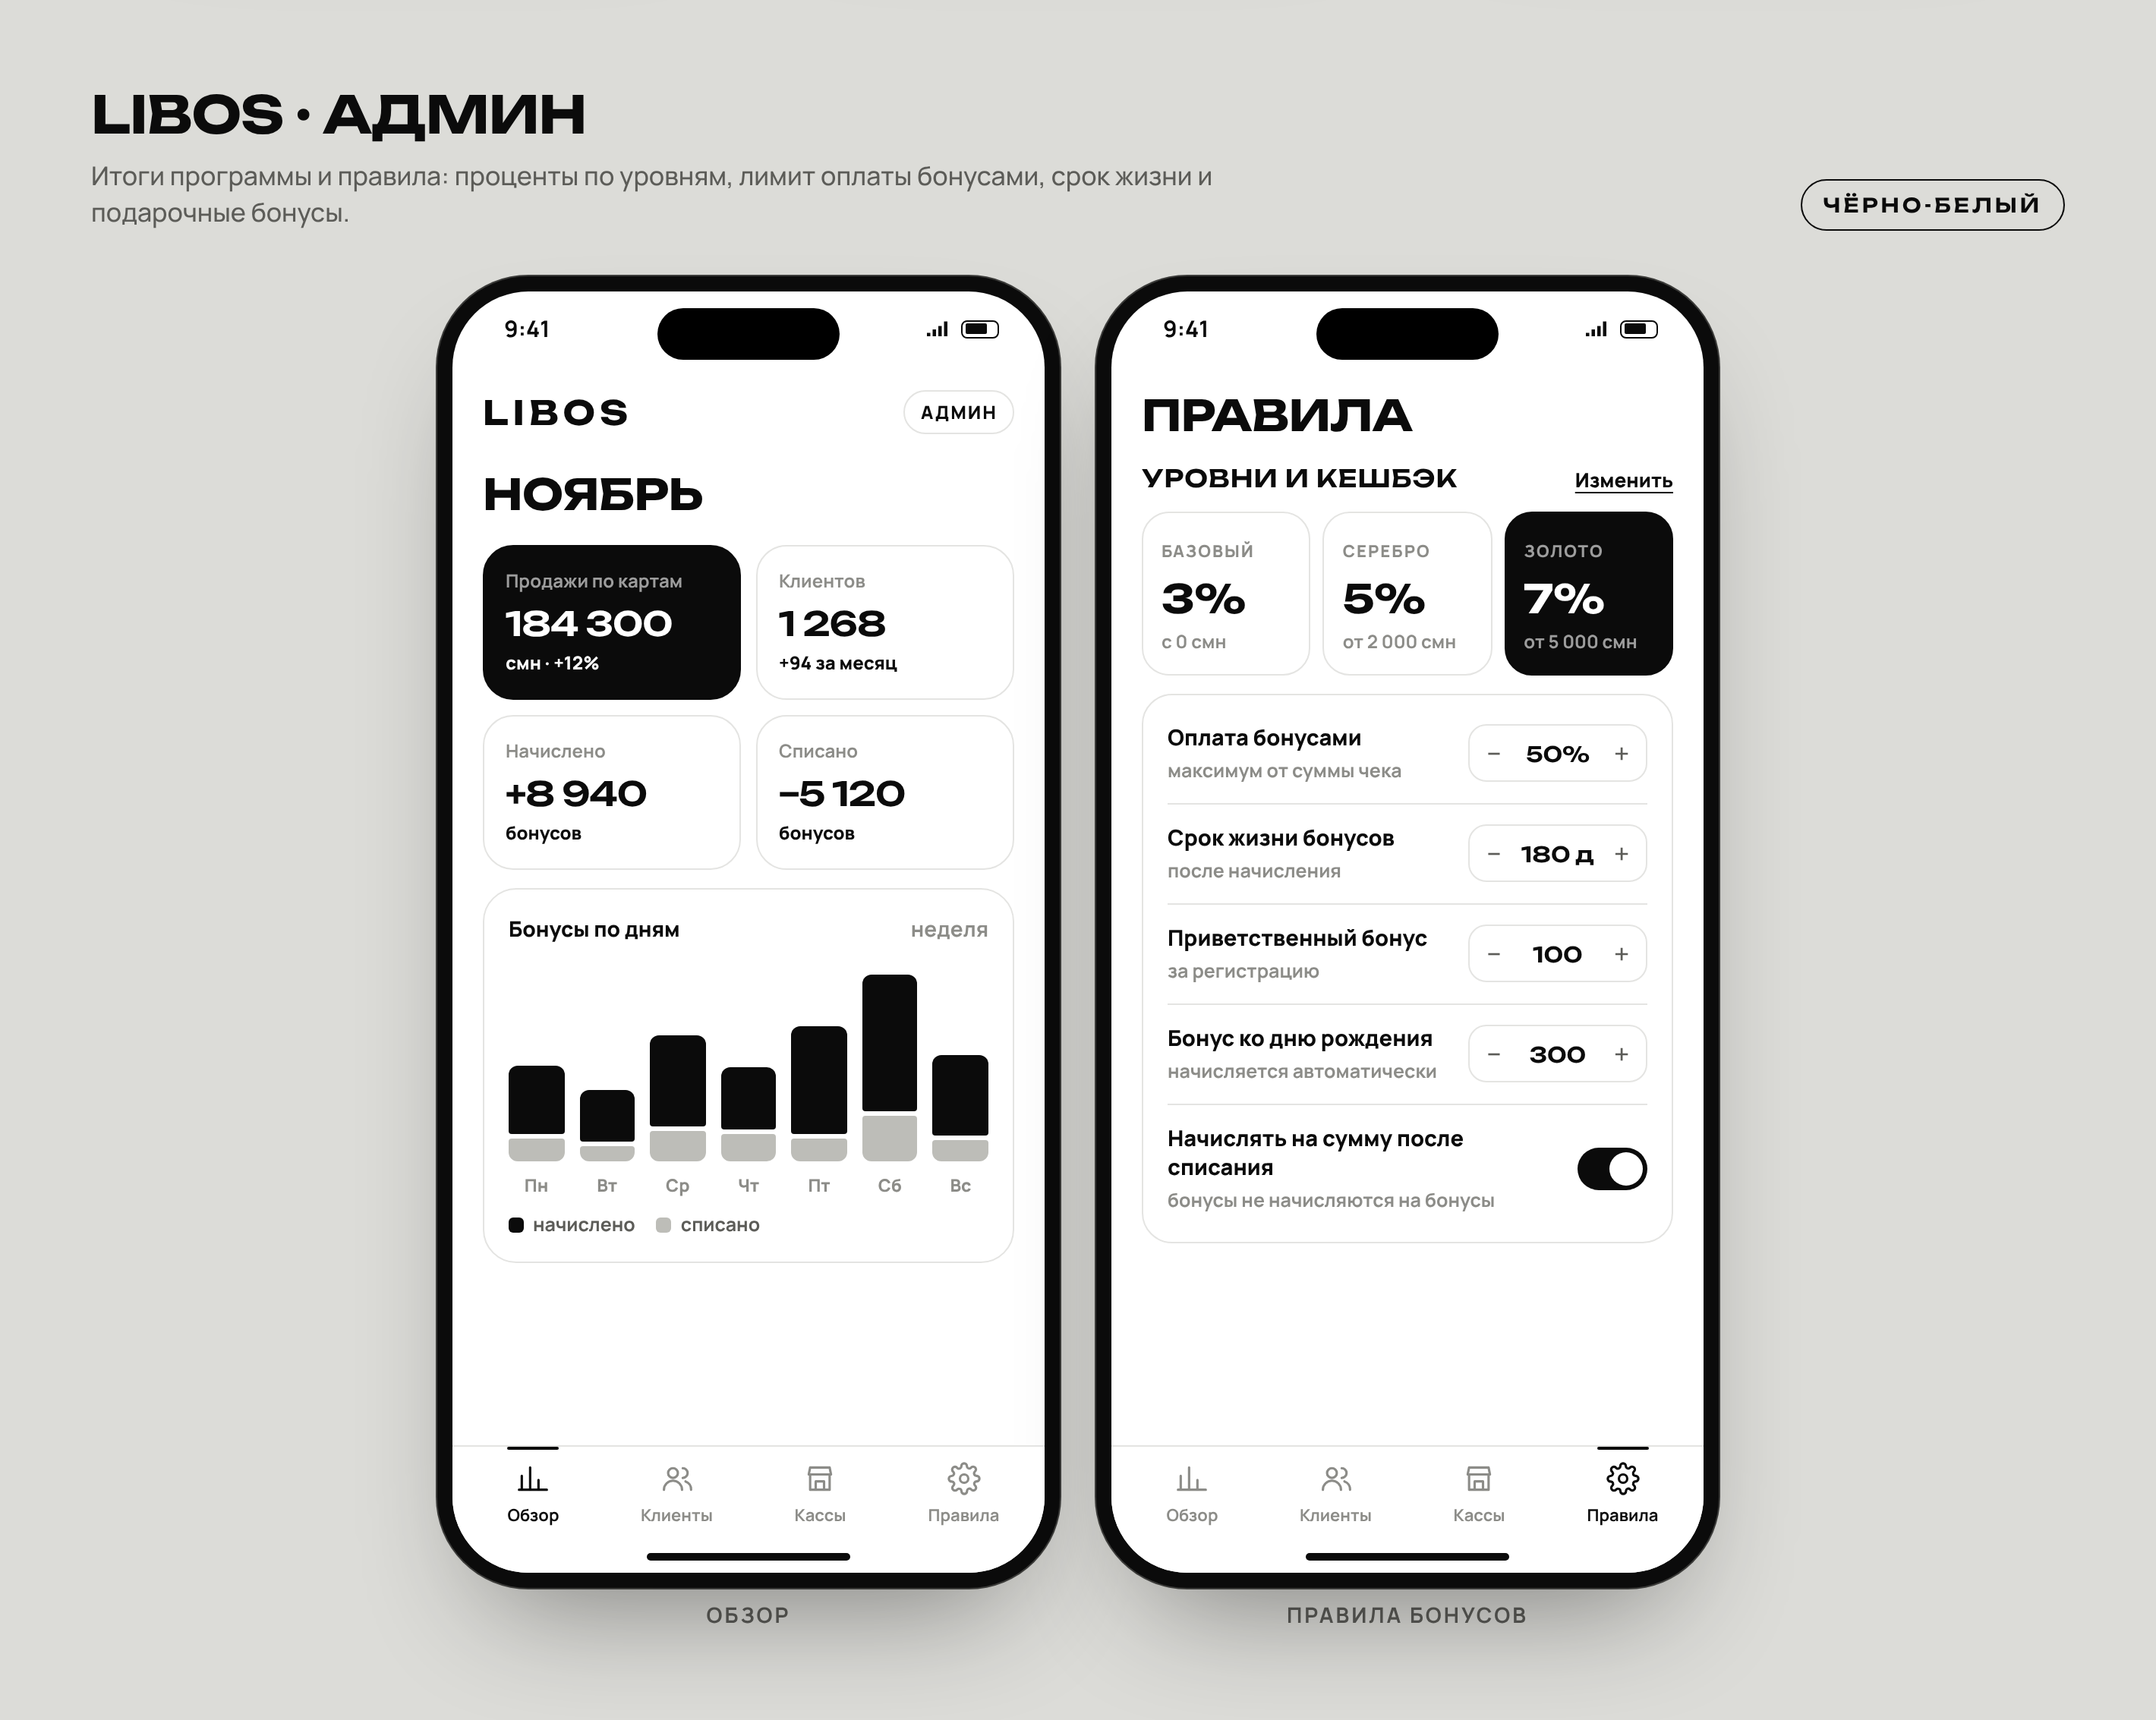 LIBOS · АДМИН
Итоги программы и правила: проценты по уровням, лимит оплаты бонусами, срок жизни и
подарочные бонусы.
ЧЁРНО-БЕЛЫЙ
9:41
LIBOS
АДМИН
НОЯБРЬ
Продажи по картам
184 300
смн · +12%
Клиентов
1 268
+94 за месяц
Начислено
+8 940
бонусов
Списано
−5 120
бонусов
Бонусы по дням
неделя
Пн Вт Ср Чт Пт Сб Вс
начислено списано
Обзор Клиенты Кассы Правила
ОБЗОР
9:41
ПРАВИЛА
УРОВНИ И КЕШБЭК
Изменить
БАЗОВЫЙ
3%
с 0 смн
СЕРЕБРО
5%
от 2 000 смн
ЗОЛОТО
7%
от 5 000 смн
Оплата бонусами
максимум от суммы чека
− 50% +
Срок жизни бонусов
после начисления
− 180 д +
Приветственный бонус
за регистрацию
− 100 +
Бонус ко дню рождения
начисляется автоматически
− 300 +
Начислять на сумму после
списания
бонусы не начисляются на бонусы
Обзор Клиенты Кассы Правила
ПРАВИЛА БОНУСОВ